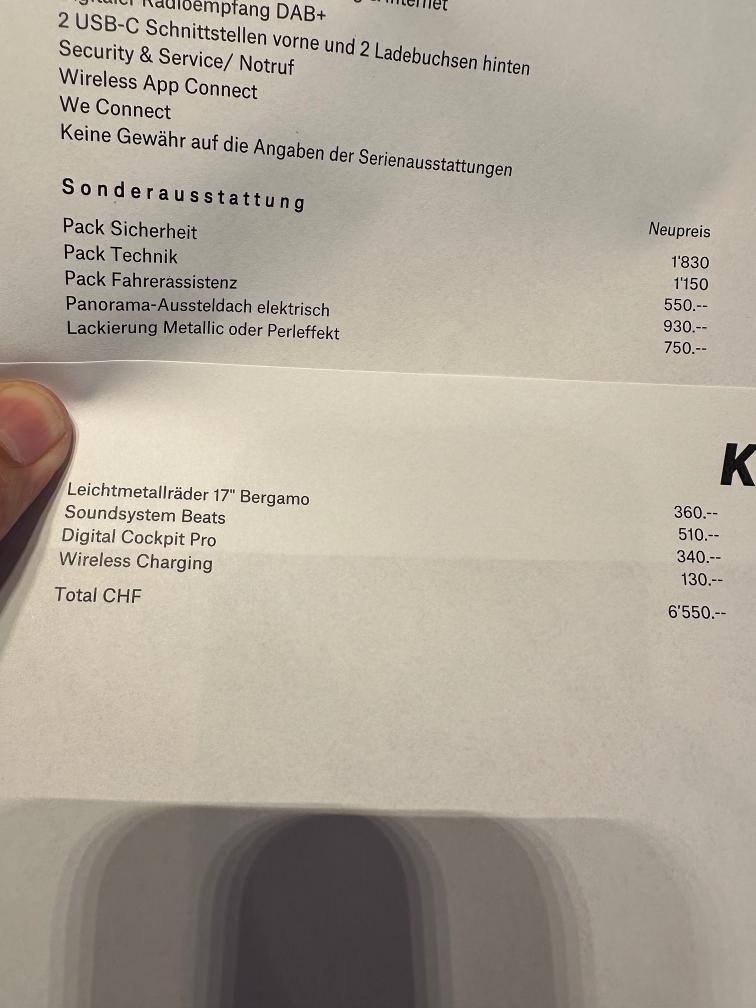 Radioempfang DAB+
2 USB-C Schnittstellen vorne und 2 Ladebuchsen hinten
Security & Service/ Notruf
Wireless App Connect
We Connect
Keine Gewähr auf die Angaben der Serienausstattungen
Sonderausstattung
Neupreis
Pack Sicherheit 1'830
Pack Technik 1'150
Pack Fahrerassistenz 550.--
Panorama-Ausstelldach elektrisch 930.--
Lackierung Metallic oder Perleffekt 750.--
K
Leichtmetallräder 17" Bergamo 360.--
Soundsystem Beats 510.--
Digital Cockpit Pro 340.--
Wireless Charging 130.--
Total CHF 6'550.--